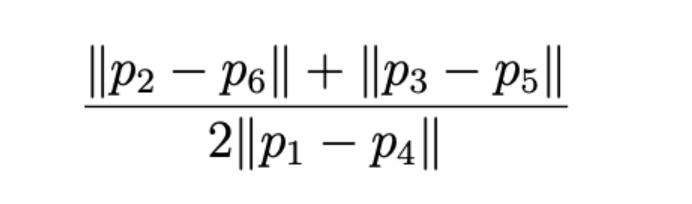 ‖p₂ − p₆‖ + ‖p₃ − p₅‖
2‖p₁ − p₄‖